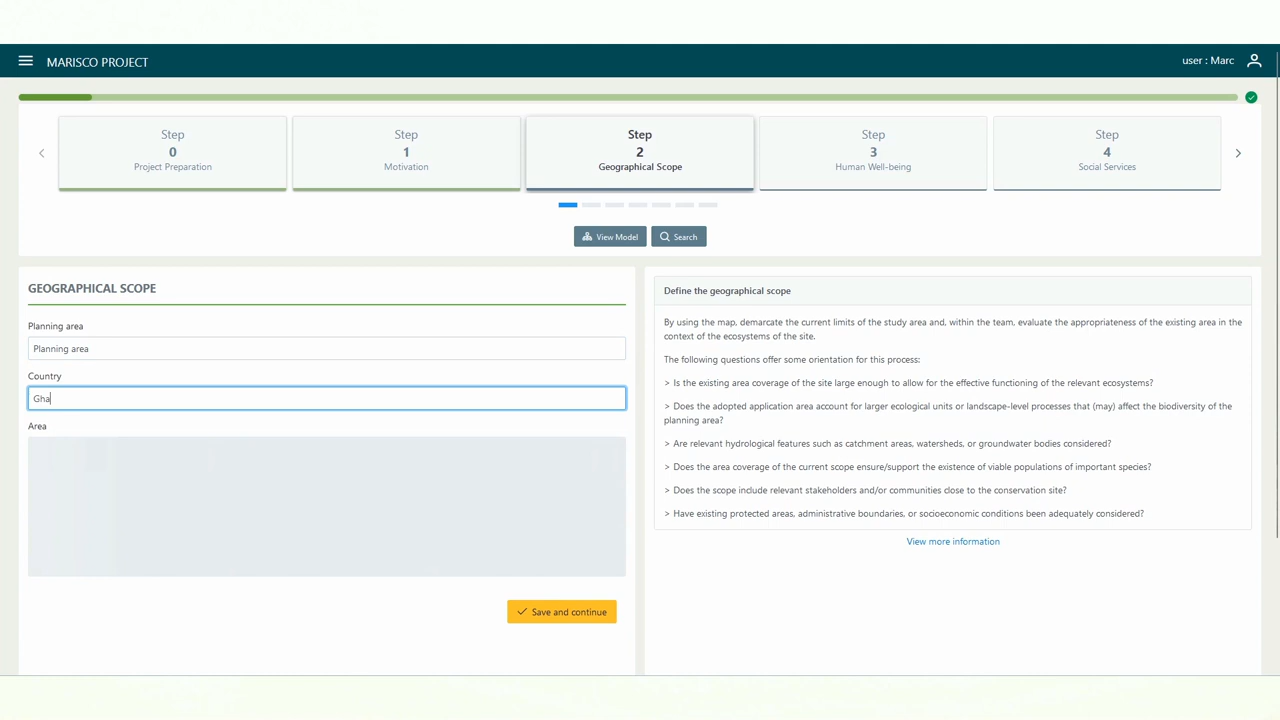 MARISCO PROJECT
user : Marc
Step
0
Project Preparation
Step
1
Motivation
Step
2
Geographical Scope
Step
3
Human Well-being
Step
4
Social Services
View Model
Search
GEOGRAPHICAL SCOPE
Planning area
Planning area
Country
Gha
Area
Save and continue
Define the geographical scope
By using the map, demarcate the current limits of the study area and, within the team, evaluate the appropriateness of the existing area in the
context of the ecosystems of the site.
The following questions offer some orientation for this process:
> Is the existing area coverage of the site large enough to allow for the effective functioning of the relevant ecosystems?
> Does the adopted application area account for larger ecological units or landscape-level processes that (may) affect the biodiversity of the
planning area?
> Are relevant hydrological features such as catchment areas, watersheds, or groundwater bodies considered?
> Does the area coverage of the current scope ensure/support the existence of viable populations of important species?
> Does the scope include relevant stakeholders and/or communities close to the conservation site?
> Have existing protected areas, administrative boundaries, or socioeconomic conditions been adequately considered?
View more information